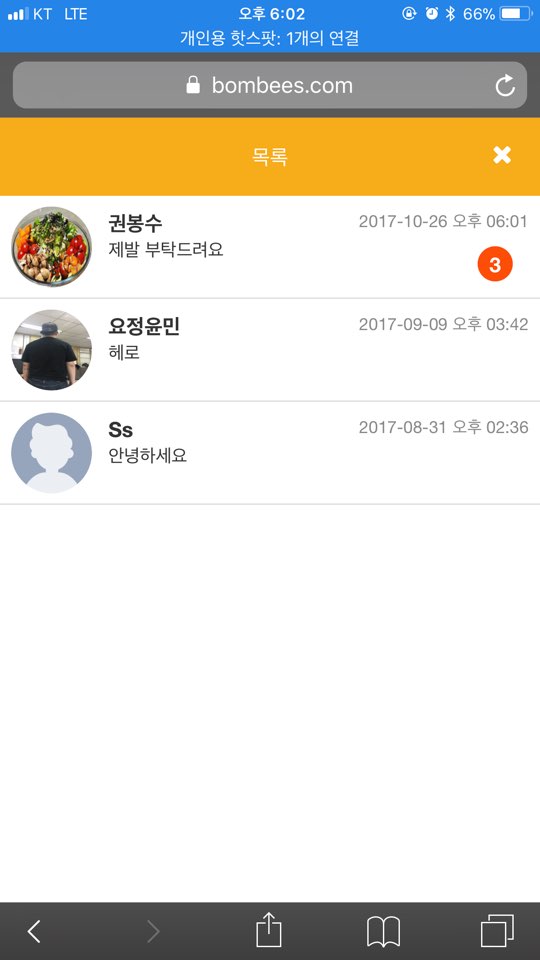 KT LTE 오후 6:02 66%
개인용 핫스팟: 1개의 연결
bombees.com
목록
권봉수 2017-10-26 오후 06:01
제발 부탁드려요
3
요정윤민 2017-09-09 오후 03:42
헤로
Ss 2017-08-31 오후 02:36
안녕하세요